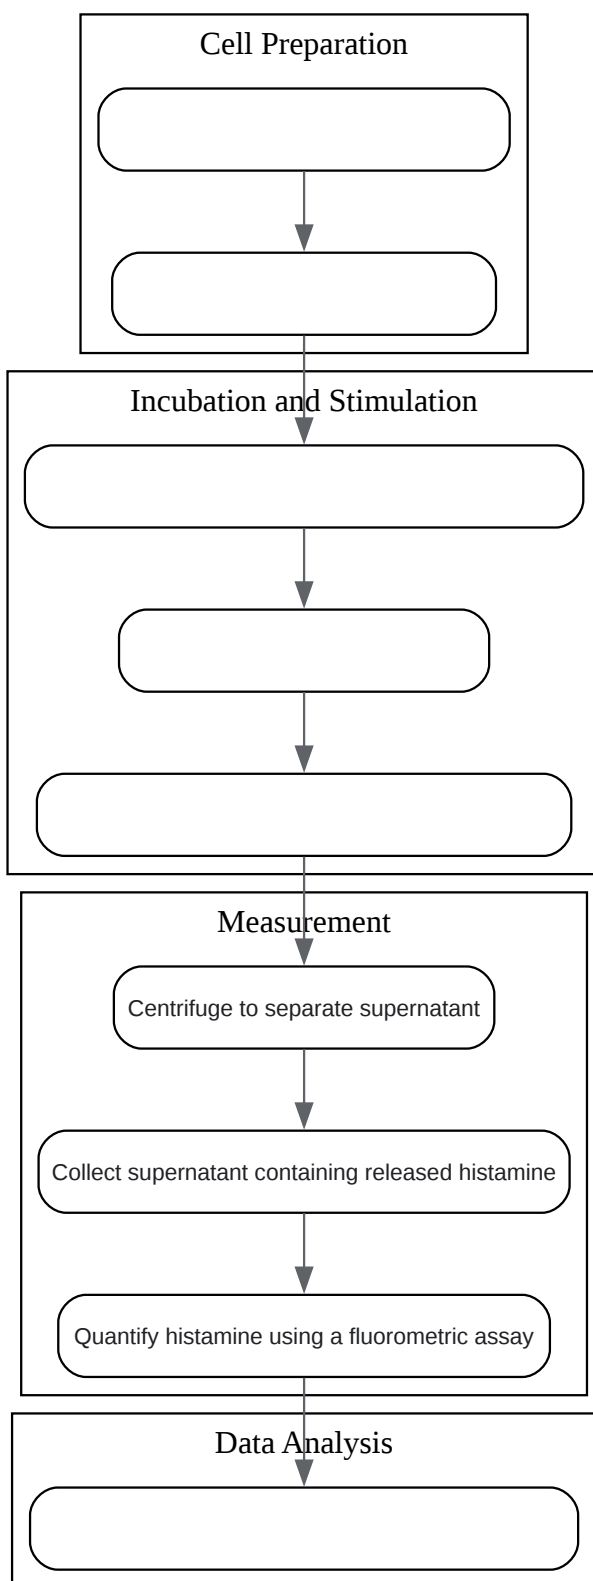 Cell Preparation
Incubation and Stimulation
Measurement
Centrifuge to separate supernatant
Collect supernatant containing released histamine
Quantify histamine using a fluorometric assay
Data Analysis